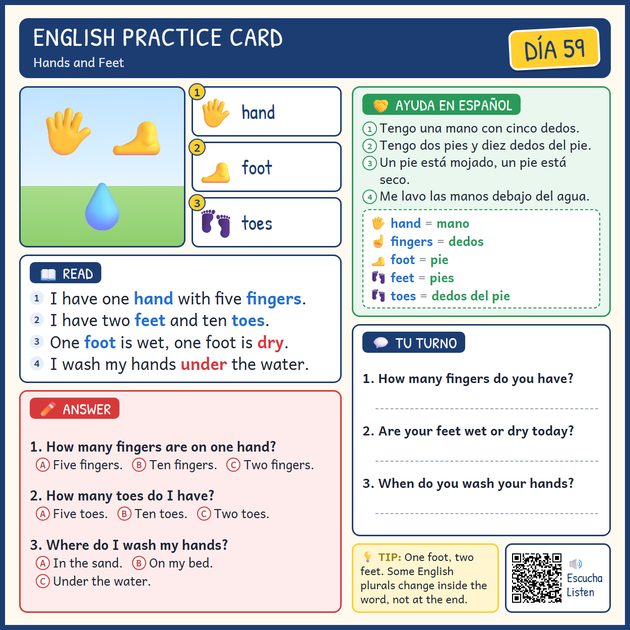 ENGLISH PRACTICE CARD
Hands and Feet
DÍA 59
1
hand
2
foot
3
toes
READ
1 I have one hand with five fingers.
2 I have two feet and ten toes.
3 One foot is wet, one foot is dry.
4 I wash my hands under the water.
ANSWER
1. How many fingers are on one hand?
A Five fingers. B Ten fingers. C Two fingers.
2. How many toes do I have?
A Five toes. B Ten toes. C Two toes.
3. Where do I wash my hands?
A In the sand. B On my bed.
C Under the water.
AYUDA EN ESPAÑOL
1 Tengo una mano con cinco dedos.
2 Tengo dos pies y diez dedos del pie.
3 Un pie está mojado, un pie está
seco.
4 Me lavo las manos debajo del agua.
hand = mano
fingers = dedos
foot = pie
feet = pies
toes = dedos del pie
TU TURNO
1. How many fingers do you have?
2. Are your feet wet or dry today?
3. When do you wash your hands?
TIP: One foot, two
feet. Some English
plurals change inside the
word, not at the end.
Escucha
Listen